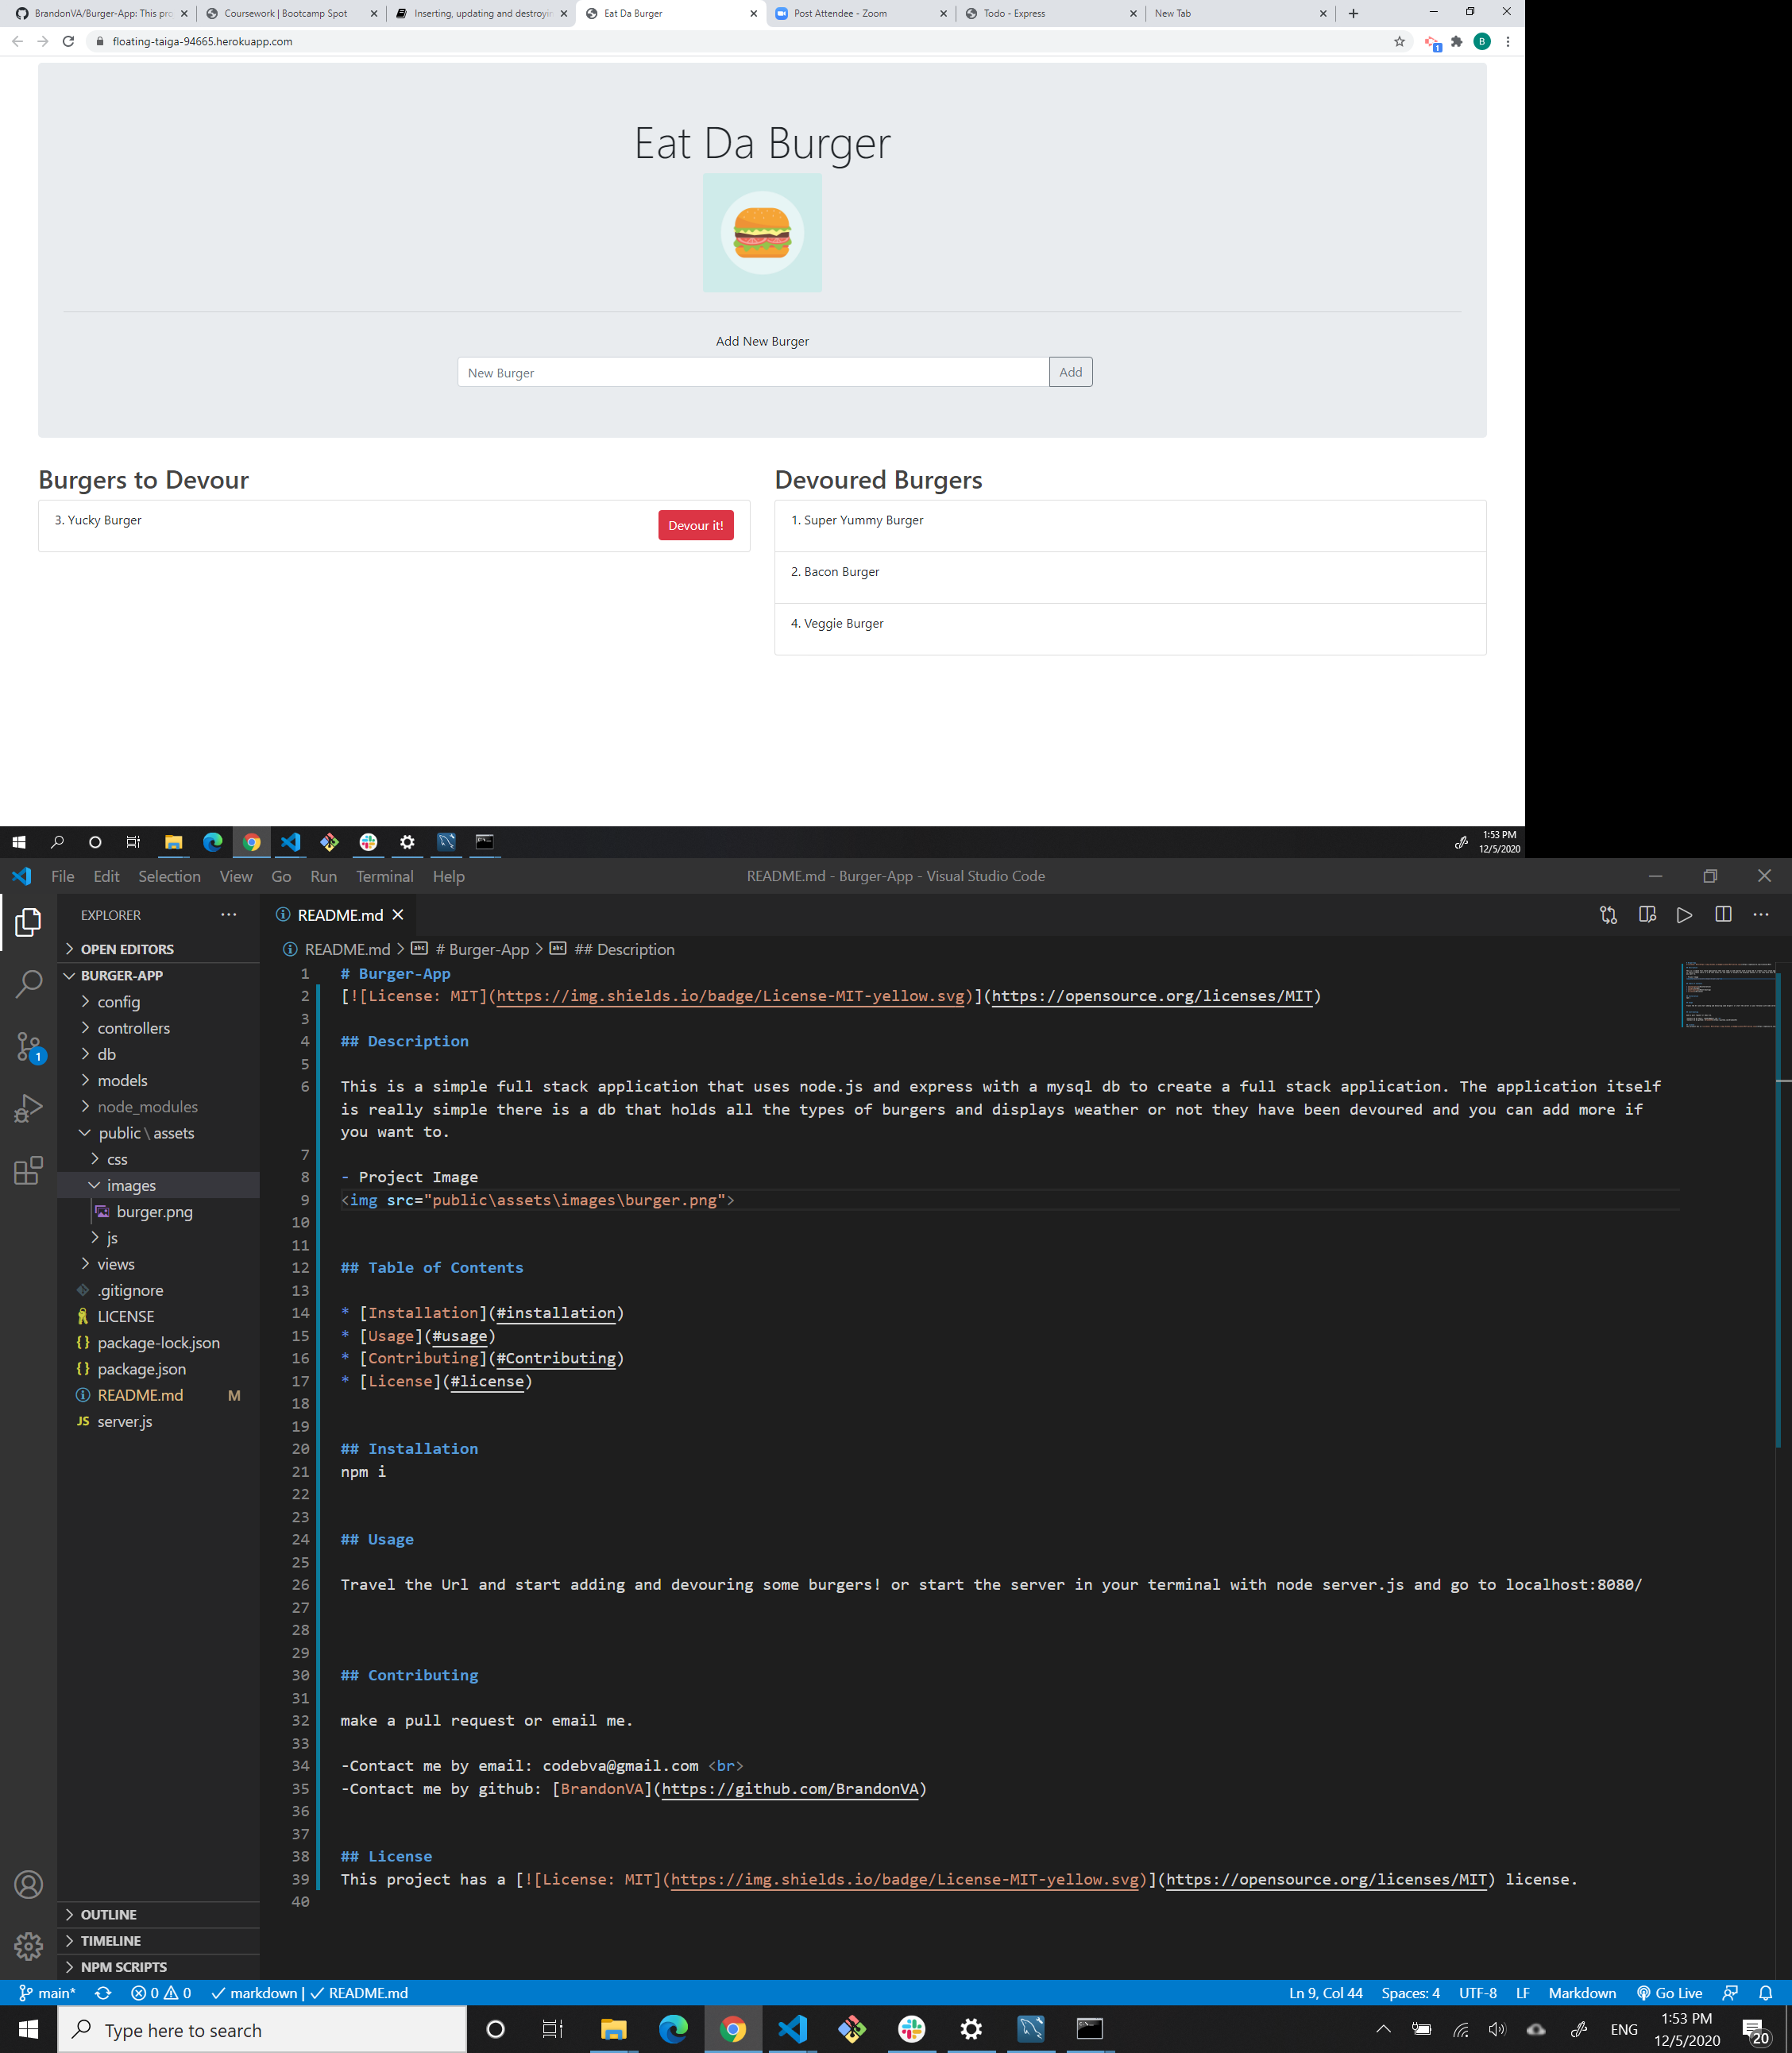 BrandonVA/Burger-App: This pro
Coursework | Bootcamp Spot
Inserting, updating and destroyin
Eat Da Burger
Post Attendee - Zoom
Todo - Express
New Tab
floating-taiga-94665.herokuapp.com
1
B
Eat Da Burger
Add New Burger
New Burger
Add
Burgers to Devour
3. Yucky Burger
Devour it!
Devoured Burgers
1. Super Yummy Burger
2. Bacon Burger
4. Veggie Burger
1:53 PM
12/5/2020
File Edit Selection View Go Run Terminal Help
README.md - Burger-App - Visual Studio Code
EXPLORER
OPEN EDITORS
BURGER-APP
config
controllers
db
models
node_modules
public \ assets
css
images
burger.png
js
views
.gitignore
LICENSE
package-lock.json
package.json
README.md M
JS server.js
OUTLINE
TIMELINE
NPM SCRIPTS
1
README.md
README.md > # Burger-App > ## Description
1 # Burger-App
2 [![License: MIT](https://img.shields.io/badge/License-MIT-yellow.svg)](https://opensource.org/licenses/MIT)
3
4 ## Description
5
6 This is a simple full stack application that uses node.js and express with a mysql db to create a full stack application. The application itself
is really simple there is a db that holds all the types of burgers and displays weather or not they have been devoured and you can add more if
you want to.
7
8 - Project Image
9 <img src="public\assets\images\burger.png">
10
11
12 ## Table of Contents
13
14 * [Installation](#installation)
15 * [Usage](#usage)
16 * [Contributing](#Contributing)
17 * [License](#license)
18
19
20 ## Installation
21 npm i
22
23
24 ## Usage
25
26 Travel the Url and start adding and devouring some burgers! or start the server in your terminal with node server.js and go to localhost:8080/
27
28
29
30 ## Contributing
31
32 make a pull request or email me.
33
34 -Contact me by email: codebva@gmail.com <br>
35 -Contact me by github: [BrandonVA](https://github.com/BrandonVA)
36
37
38 ## License
39 This project has a [![License: MIT](https://img.shields.io/badge/License-MIT-yellow.svg)](https://opensource.org/licenses/MIT) license.
40
main* 0 0 markdown | README.md
Ln 9, Col 44 Spaces: 4 UTF-8 LF Markdown Go Live
Type here to search
ENG
1:53 PM
12/5/2020
20